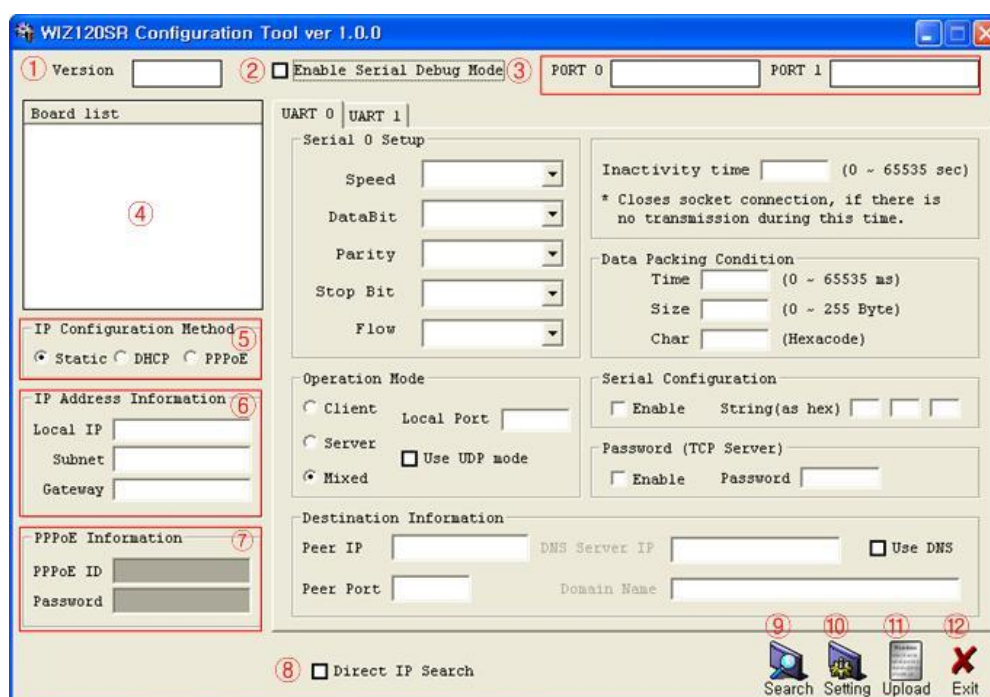 WIZ120SR Configuration Tool ver 1.0.0
① Version ② Enable Serial Debug Mode ③ PORT 0 PORT 1
Board list
④
IP Configuration Method ⑤
Static DHCP PPPoE
IP Address Information ⑥
Local IP
Subnet
Gateway
PPPoE Information ⑦
PPPoE ID
Password
UART 0 UART 1
Serial 0 Setup
Speed
DataBit
Parity
Stop Bit
Flow
Inactivity time (0 ~ 65535 sec)
* Closes socket connection, if there is
no transmission during this time.
Data Packing Condition
Time (0 ~ 65535 ms)
Size (0 ~ 255 Byte)
Char (Hexacode)
Operation Mode
Client
Server
Mixed
Local Port
Use UDP mode
Serial Configuration
Enable String(as hex)
Password (TCP Server)
Enable Password
Destination Information
Peer IP DNS Server IP Use DNS
Peer Port Domain Name
⑧ Direct IP Search
⑨ ⑩ ⑪ ⑫
Search Setting Upload Exit